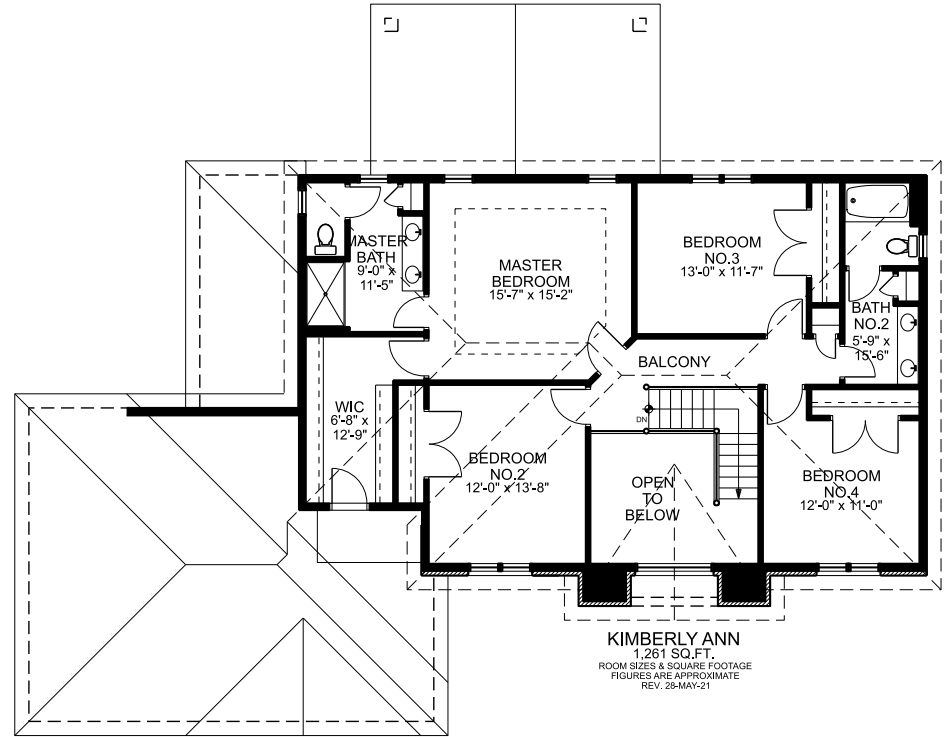 MASTER
BATH
9'-0" x
11'-5"
MASTER
BEDROOM
15'-7" x 15'-2"
BEDROOM
NO.3
13'-0" x 11'-7"
BATH
NO.2
5'-9" x
15'-6"
BALCONY
WIC
6'-8" x
12'-9"
DN
BEDROOM
NO.2
12'-0" x 13'-8"
OPEN
TO
BELOW
BEDROOM
NO.4
12'-0" x 11'-0"
KIMBERLY ANN
1,261 SQ.FT.
ROOM SIZES & SQUARE FOOTAGE
FIGURES ARE APPROXIMATE
REV. 28-MAY-21